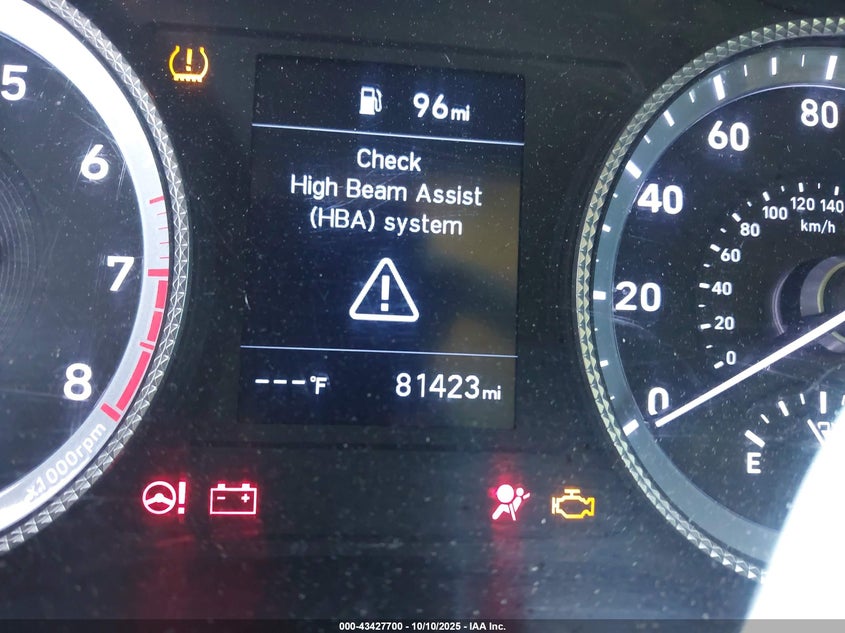 96mi
Check
High Beam Assist
(HBA) system
---°F
81423mi
5
6
7
8
x1000rpm
80
60
40
20
0
140
120
100
80
60
40
20
0
km/h
E
000-43427700 - 10/10/2025 - IAA Inc.